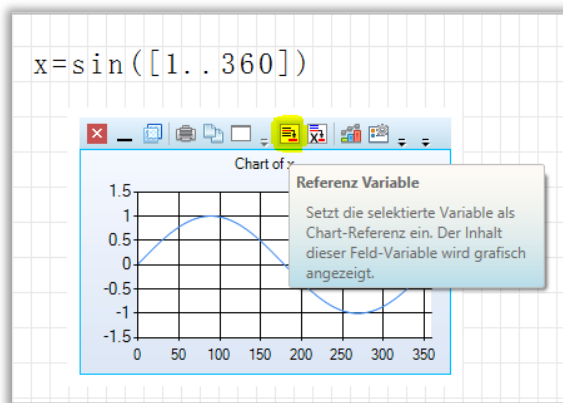 x=sin([1..360])
Chart of x
Referenz Variable
Setzt die selektierte Variable als
Chart-Referenz ein. Der Inhalt
dieser Feld-Variable wird grafisch
angezeigt.
1.5
1
0.5
0
-0.5
-1
-1.5
0 50 100 150 200 250 300 350